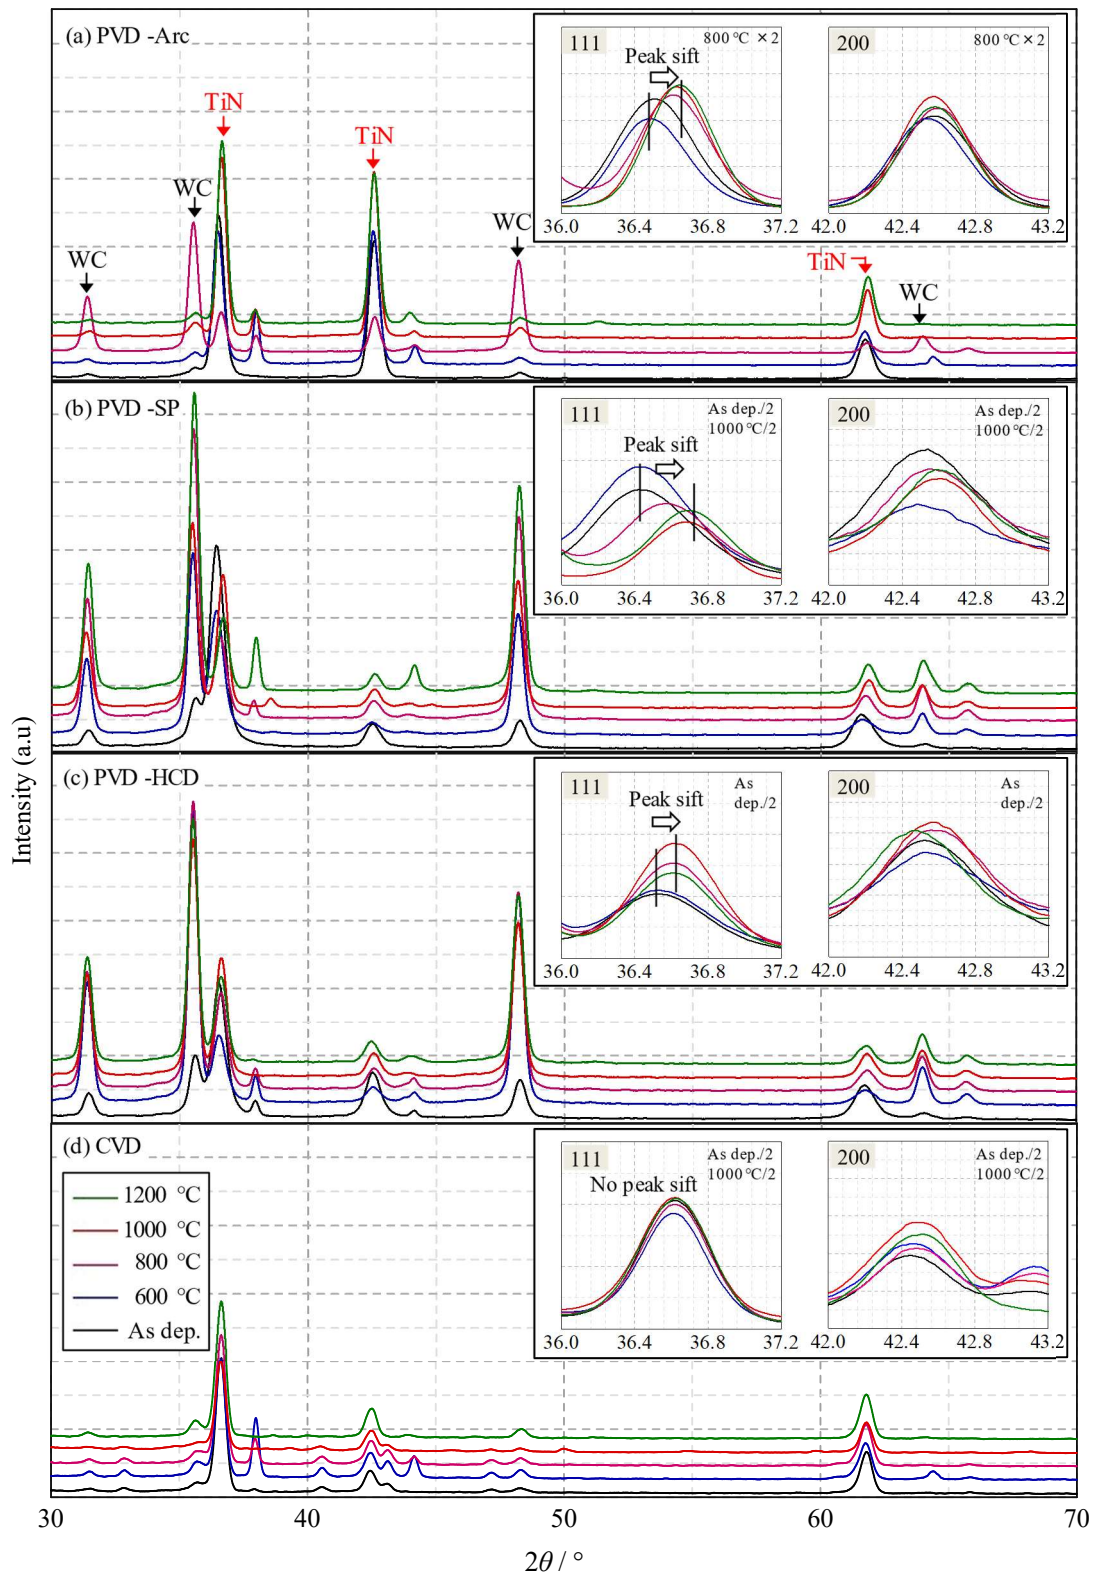 (a) PVD -Arc
TiN
TiN
WC
WC
WC
TiN
WC
111
800 °C ×2
Peak sift
36.0 36.4 36.8 37.2
200
800 °C ×2
42.0 42.4 42.8 43.2
(b) PVD -SP
111
As dep./2
1000 °C/2
Peak sift
36.0 36.4 36.8 37.2
200
As dep./2
1000 °C/2
42.0 42.4 42.8 43.2
(c) PVD -HCD
111
As
dep./2
Peak sift
36.0 36.4 36.8 37.2
200
As
dep./2
42.0 42.4 42.8 43.2
(d) CVD
1200 °C
1000 °C
800 °C
600 °C
As dep.
111
As dep./2
1000 °C/2
No peak sift
36.0 36.4 36.8 37.2
200
As dep./2
1000 °C/2
42.0 42.4 42.8 43.2
Intensity (a.u)
30 40 50 60 70
2θ / °